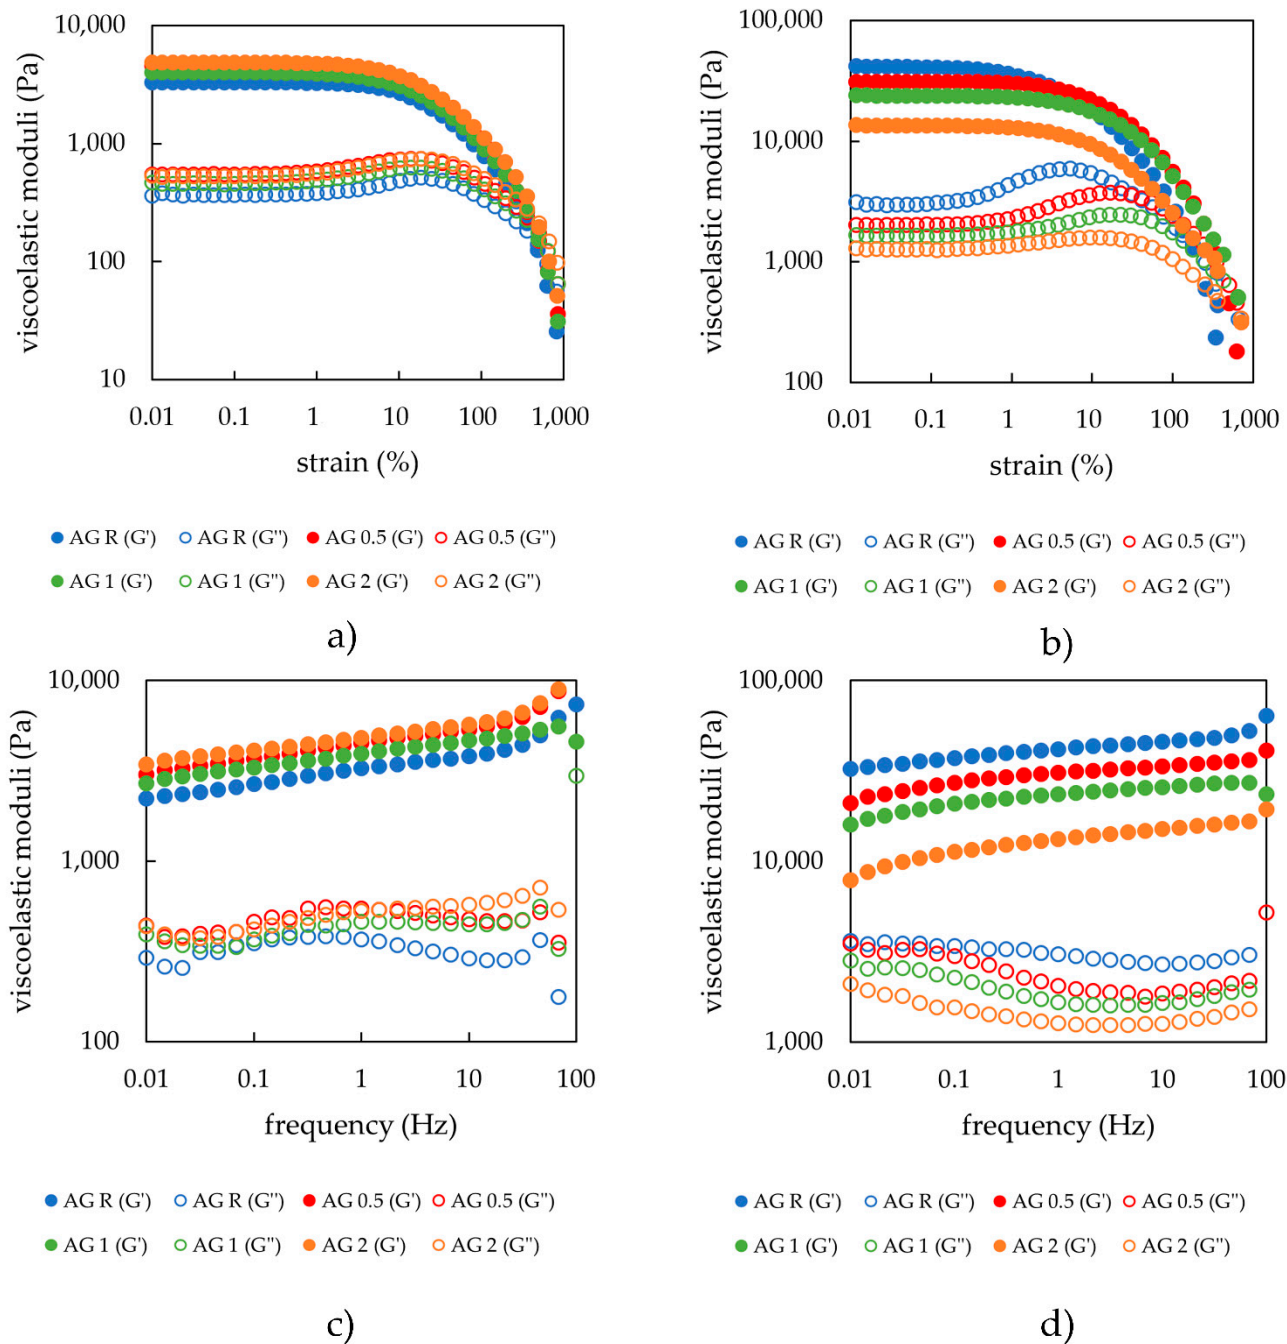 viscoelastic moduli (Pa)
10,000
1,000
100
10
0.01 0.1 1 10 100 1,000
strain (%)
AG R (G') AG R (G'') AG 0.5 (G') AG 0.5 (G'')
AG 1 (G') AG 1 (G'') AG 2 (G') AG 2 (G'')
a)
viscoelastic moduli (Pa)
100,000
10,000
1,000
100
0.01 0.1 1 10 100 1,000
strain (%)
AG R (G') AG R (G'') AG 0.5 (G') AG 0.5 (G'')
AG 1 (G') AG 1 (G'') AG 2 (G') AG 2 (G'')
b)
viscoelastic moduli (Pa)
10,000
1,000
100
0.01 0.1 1 10 100
frequency (Hz)
AG R (G') AG R (G'') AG 0.5 (G') AG 0.5 (G'')
AG 1 (G') AG 1 (G'') AG 2 (G') AG 2 (G'')
c)
viscoelastic moduli (Pa)
100,000
10,000
1,000
0.01 0.1 1 10 100
frequency (Hz)
AG R (G') AG R (G'') AG 0.5 (G') AG 0.5 (G'')
AG 1 (G') AG 1 (G'') AG 2 (G') AG 2 (G'')
d)